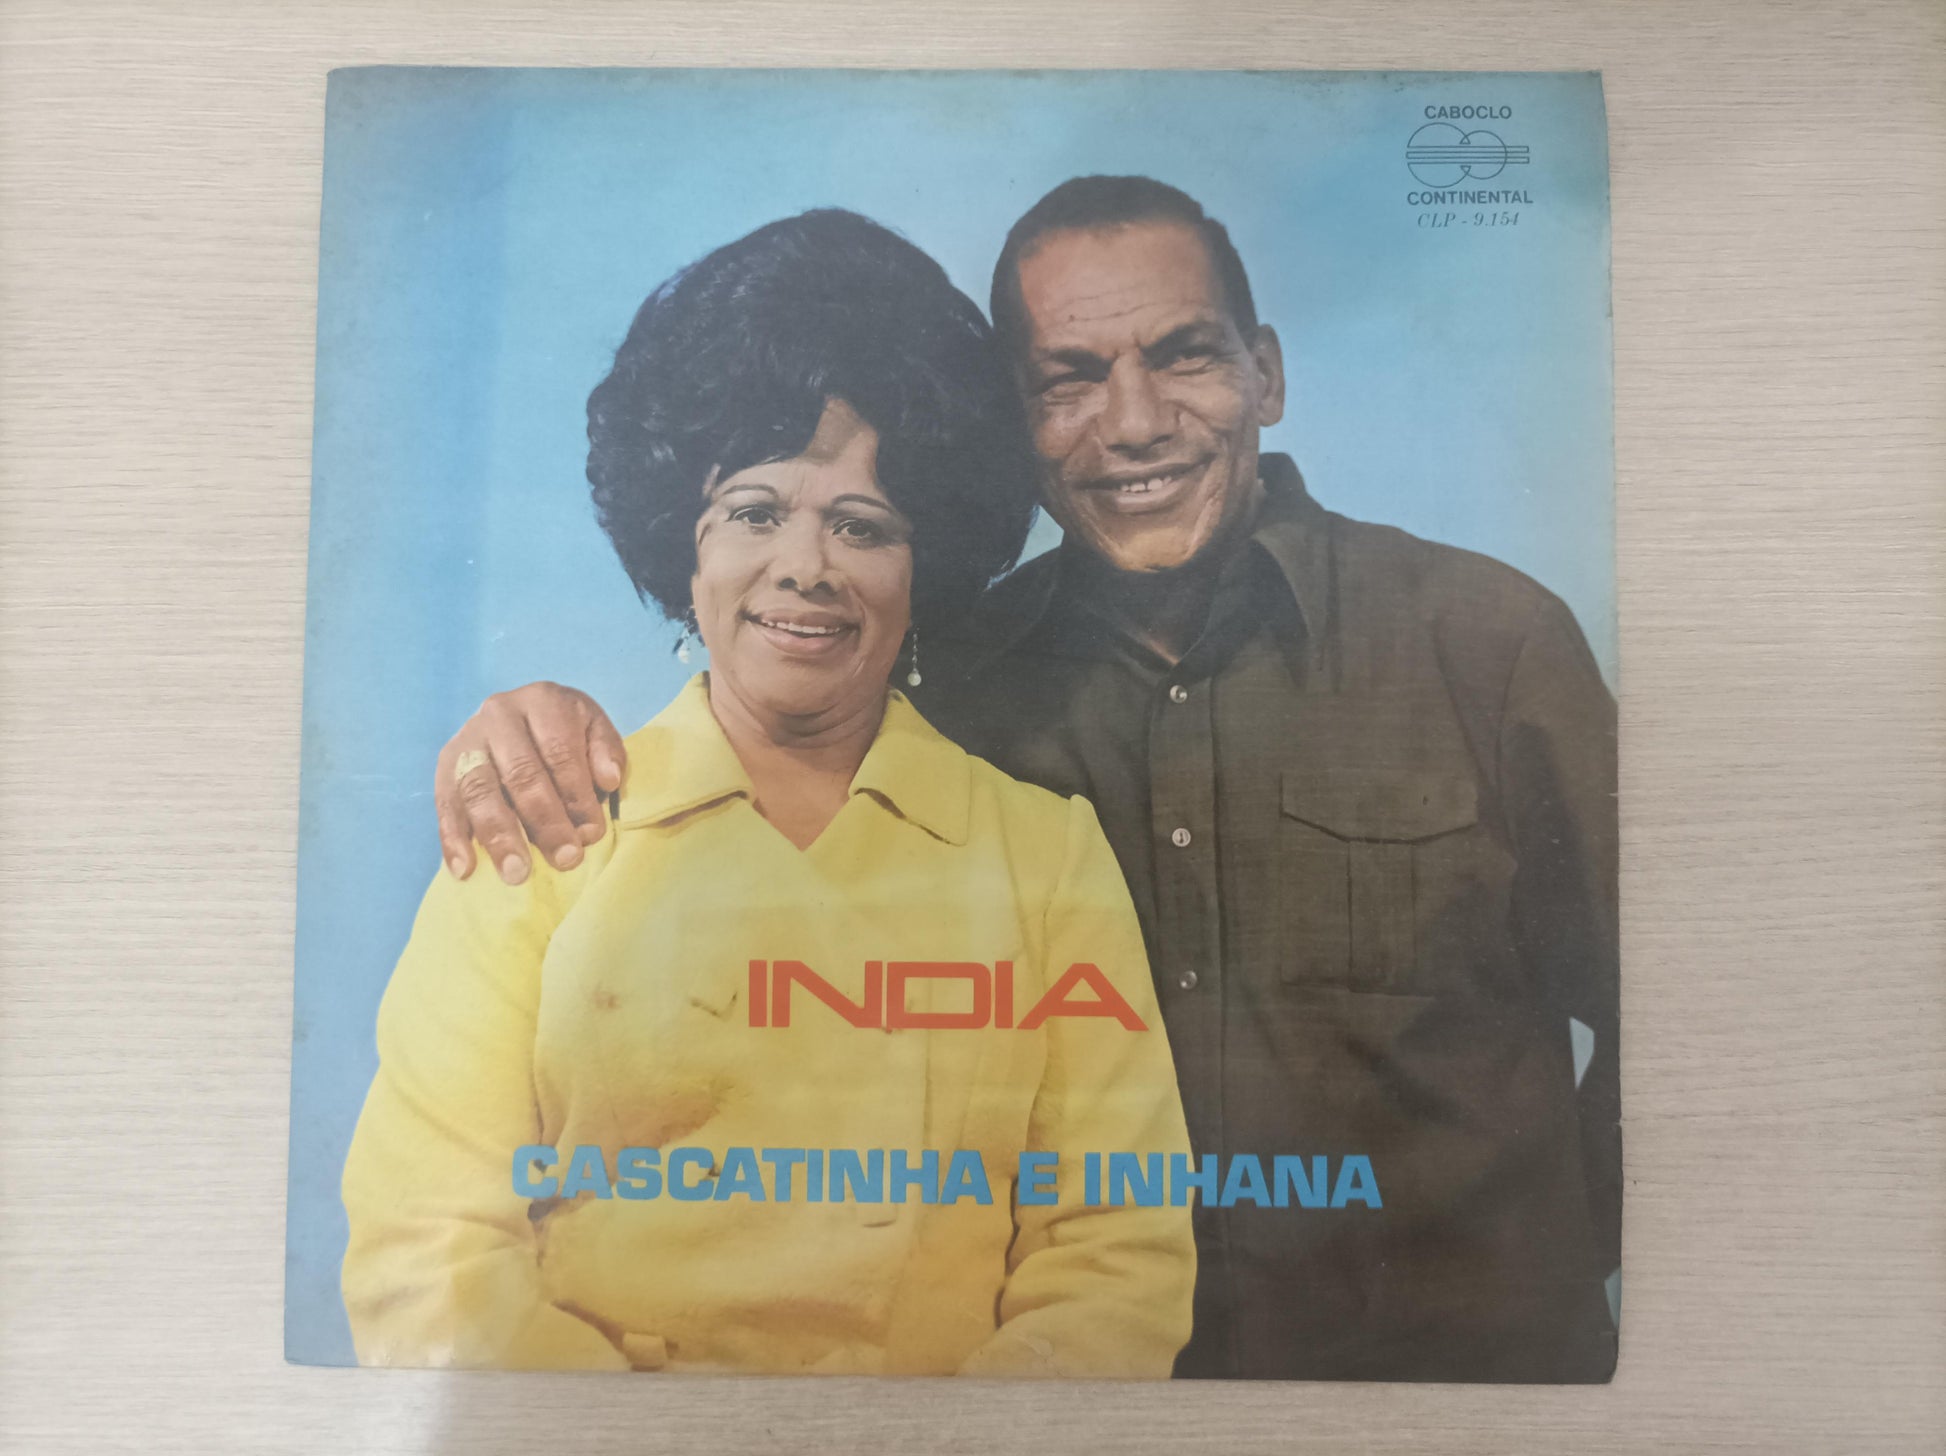 CABOCLO
CONTINENTAL
CLP - 9.154
INDIA
CASCATINHA E INHANA